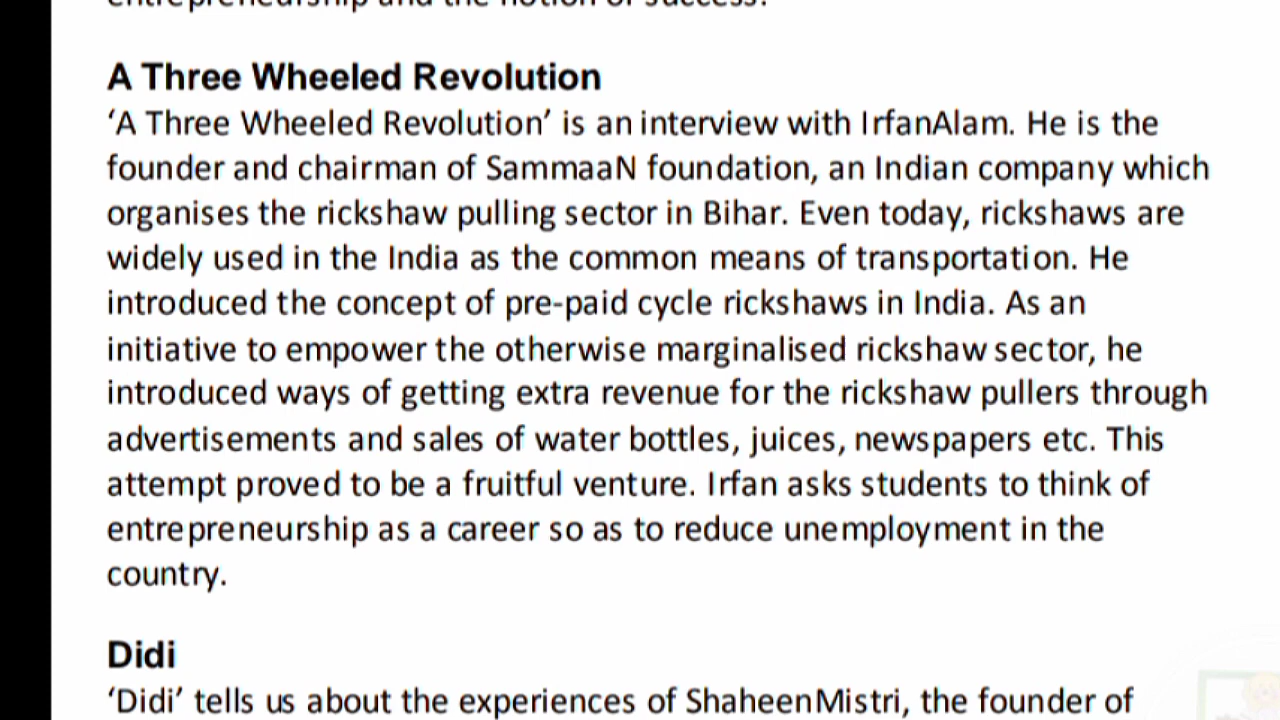 entrepreneurship and the notion of success.
A Three Wheeled Revolution
‘A Three Wheeled Revolution’ is an interview with IrfanAlam. He is the
founder and chairman of SammaaN foundation, an Indian company which
organises the rickshaw pulling sector in Bihar. Even today, rickshaws are
widely used in the India as the common means of transportation. He
introduced the concept of pre-paid cycle rickshaws in India. As an
initiative to empower the otherwise marginalised rickshaw sector, he
introduced ways of getting extra revenue for the rickshaw pullers through
advertisements and sales of water bottles, juices, newspapers etc. This
attempt proved to be a fruitful venture. Irfan asks students to think of
entrepreneurship as a career so as to reduce unemployment in the
country.
Didi
‘Didi’ tells us about the experiences of ShaheenMistri, the founder of